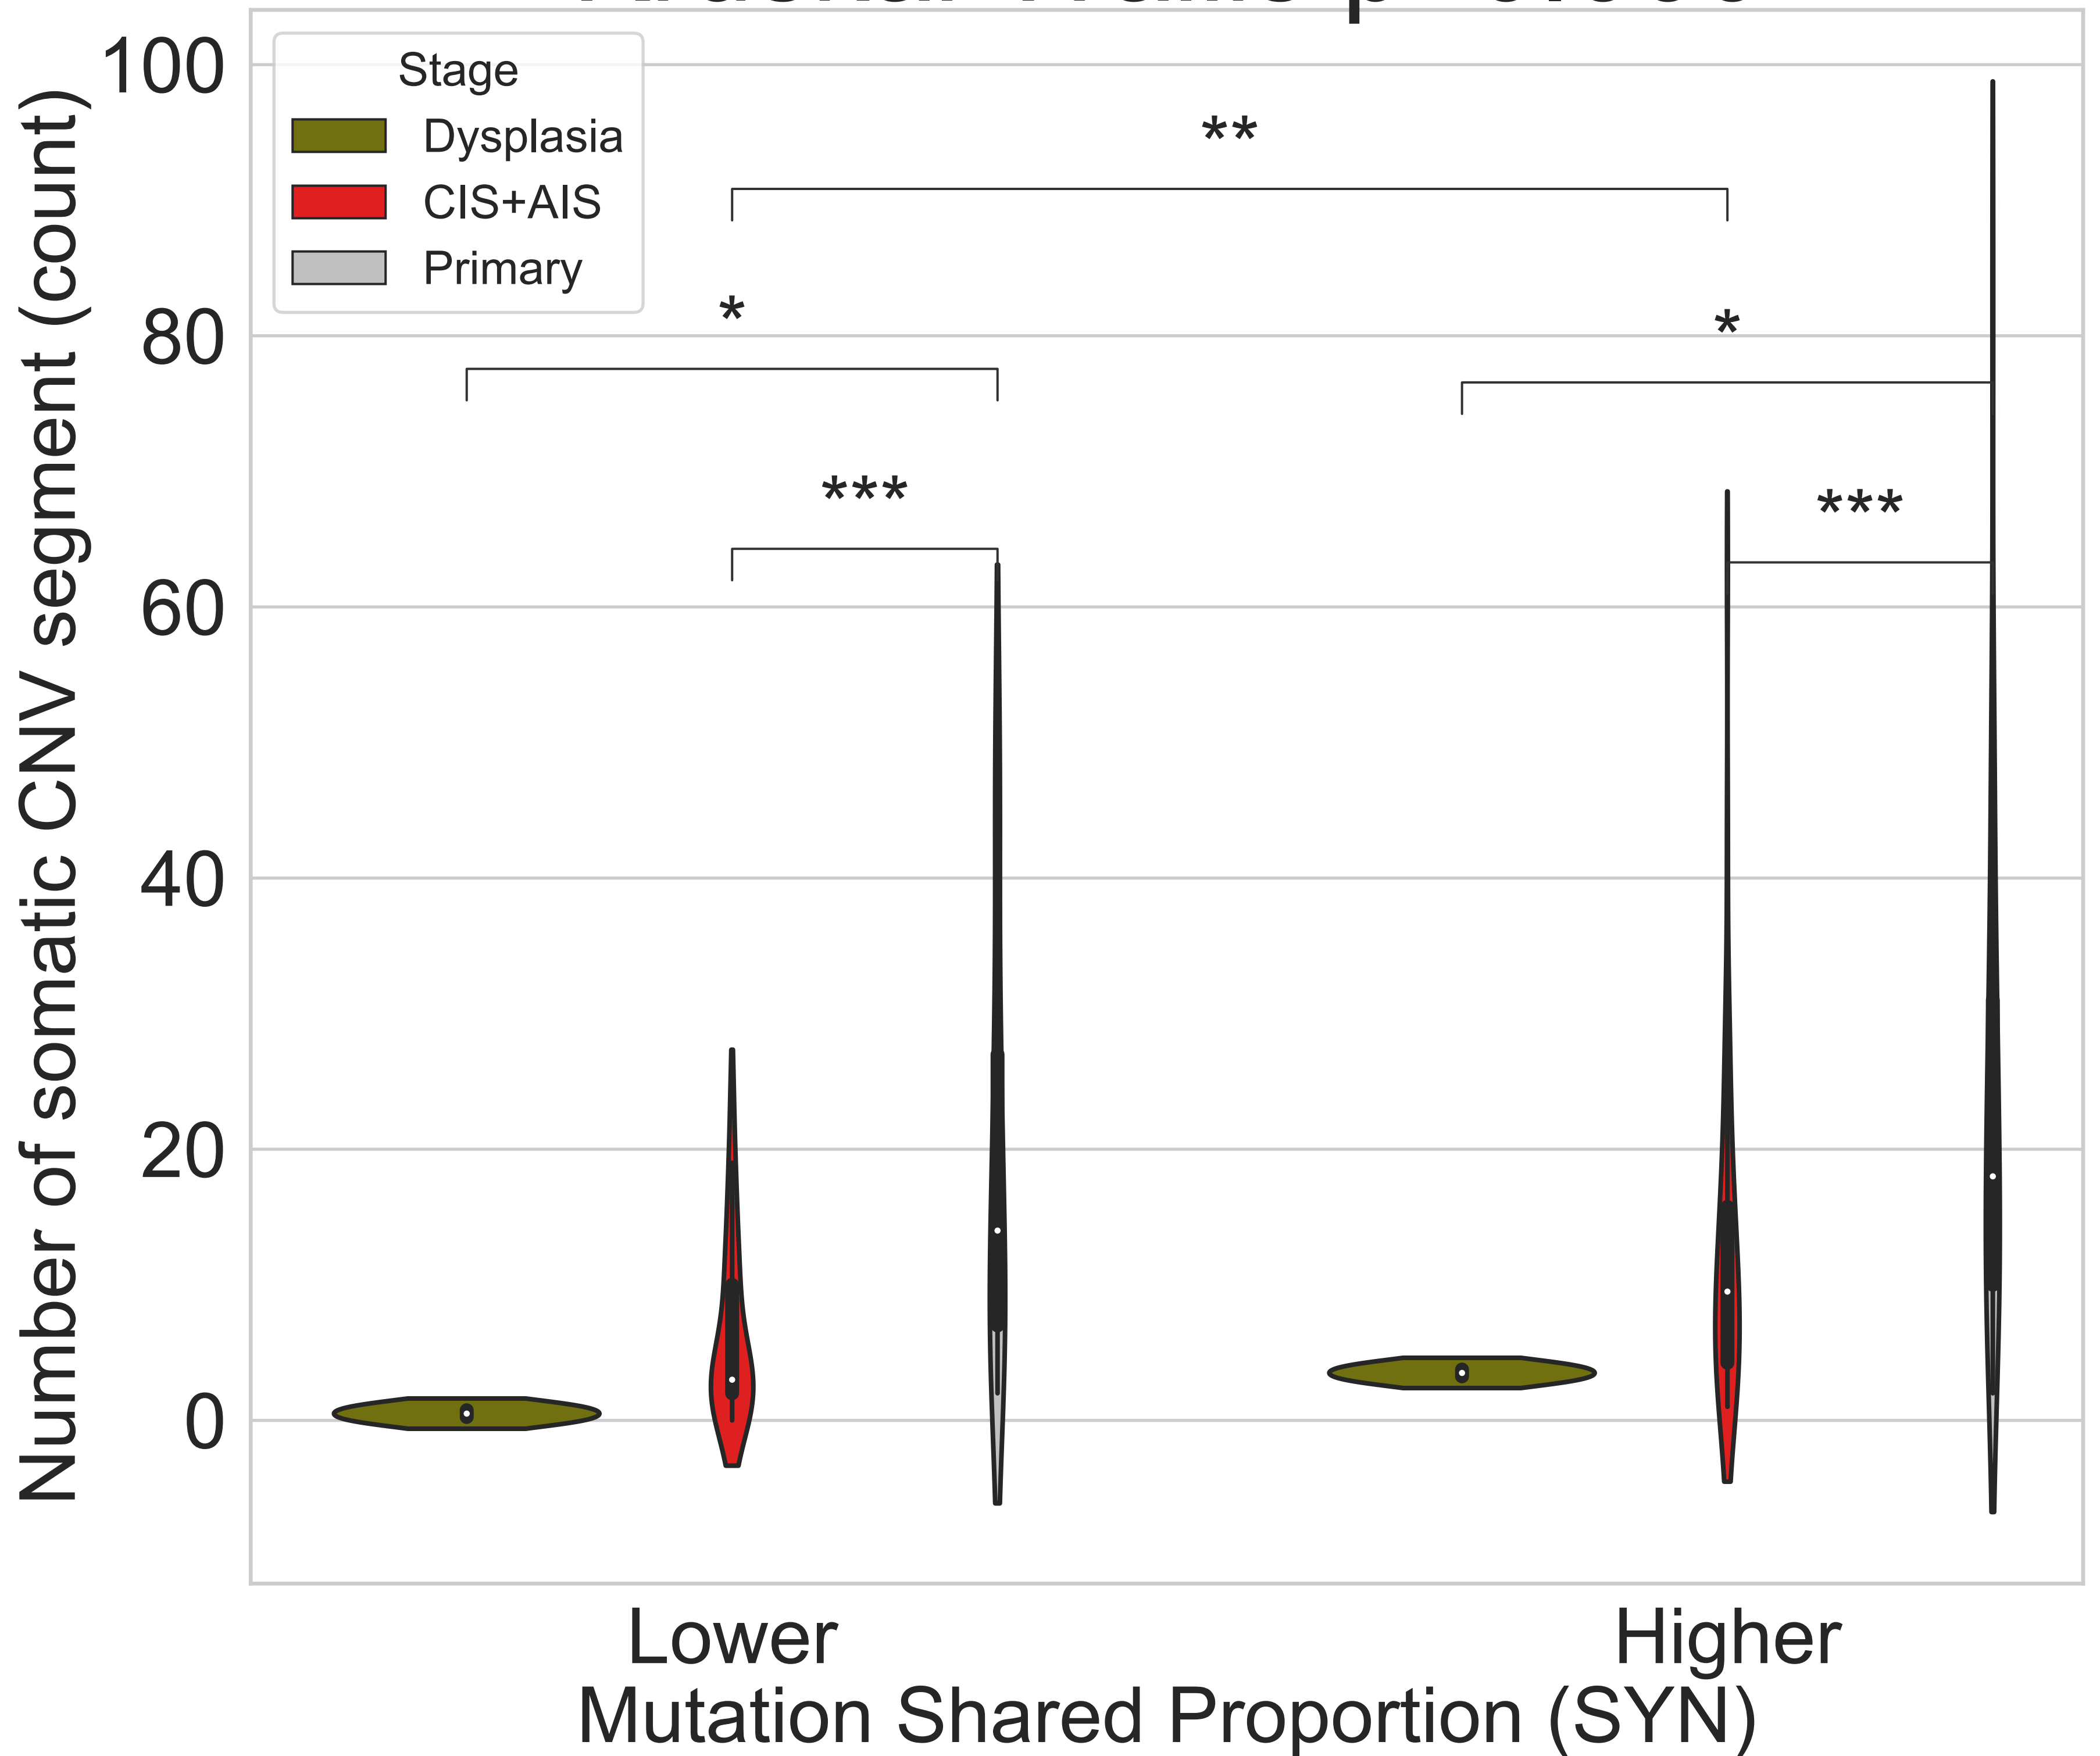 Number of somatic CNV segment (count)
100
80
60
40
20
0
Stage
Dysplasia
CIS+AIS
Primary
**
*
*
***
***
Lower
Higher
Mutation Shared Proportion (SYN)